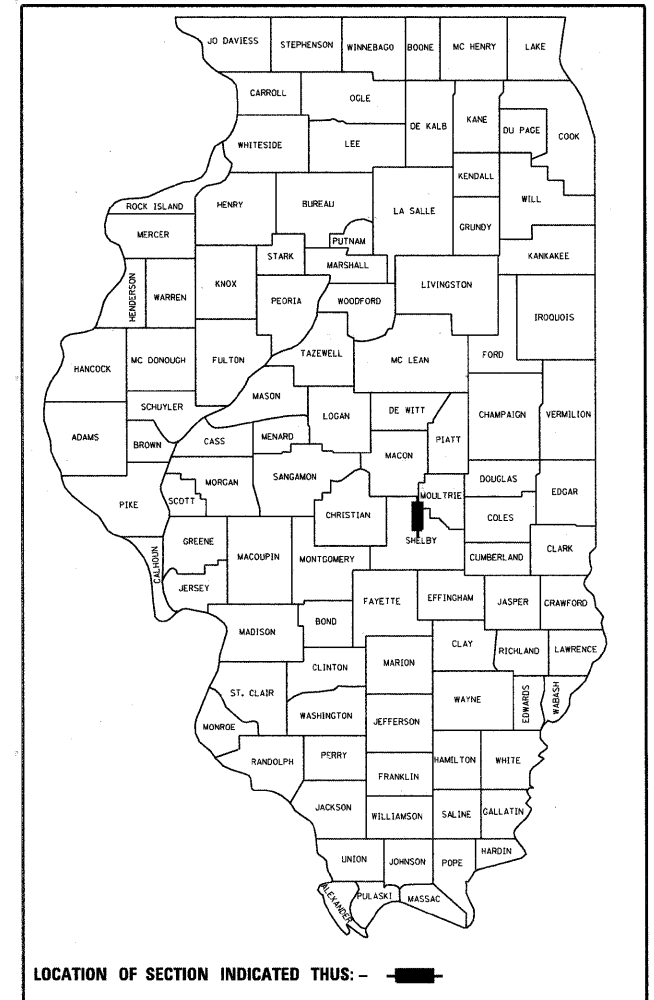 JO DAVIESS
STEPHENSON
WINNEBAGO
BOONE
MC HENRY
LAKE
CARROLL
OGLE
DE KALB
KANE
DU PAGE
COOK
WHITESIDE
LEE
KENDALL
WILL
ROCK ISLAND
HENRY
BUREAU
LA SALLE
GRUNDY
MERCER
PUTNAM
STARK
MARSHALL
KANKAKEE
HENDERSON
WARREN
KNOX
PEORIA
WOODFORD
LIVINGSTON
IROQUOIS
HANCOCK
MC DONOUGH
FULTON
TAZEWELL
MC LEAN
FORD
MASON
SCHUYLER
LOGAN
DE WITT
CHAMPAIGN
VERMILION
ADAMS
BROWN
CASS
MENARD
MACON
PIATT
PIKE
SCOTT
MORGAN
SANGAMON
CHRISTIAN
MOULTRIE
DOUGLAS
EDGAR
COLES
SHELBY
CALHOUN
GREENE
MACOUPIN
MONTGOMERY
CUMBERLAND
CLARK
JERSEY
FAYETTE
EFFINGHAM
JASPER
CRAWFORD
MADISON
BOND
CLINTON
MARION
CLAY
RICHLAND
LAWRENCE
ST. CLAIR
WASHINGTON
JEFFERSON
WAYNE
EDWARDS
WABASH
MONROE
RANDOLPH
PERRY
FRANKLIN
HAMILTON
WHITE
JACKSON
WILLIAMSON
SALINE
GALLATIN
UNION
JOHNSON
POPE
HARDIN
ALEXANDER
PULASKI
MASSAC
LOCATION OF SECTION INDICATED THUS: –